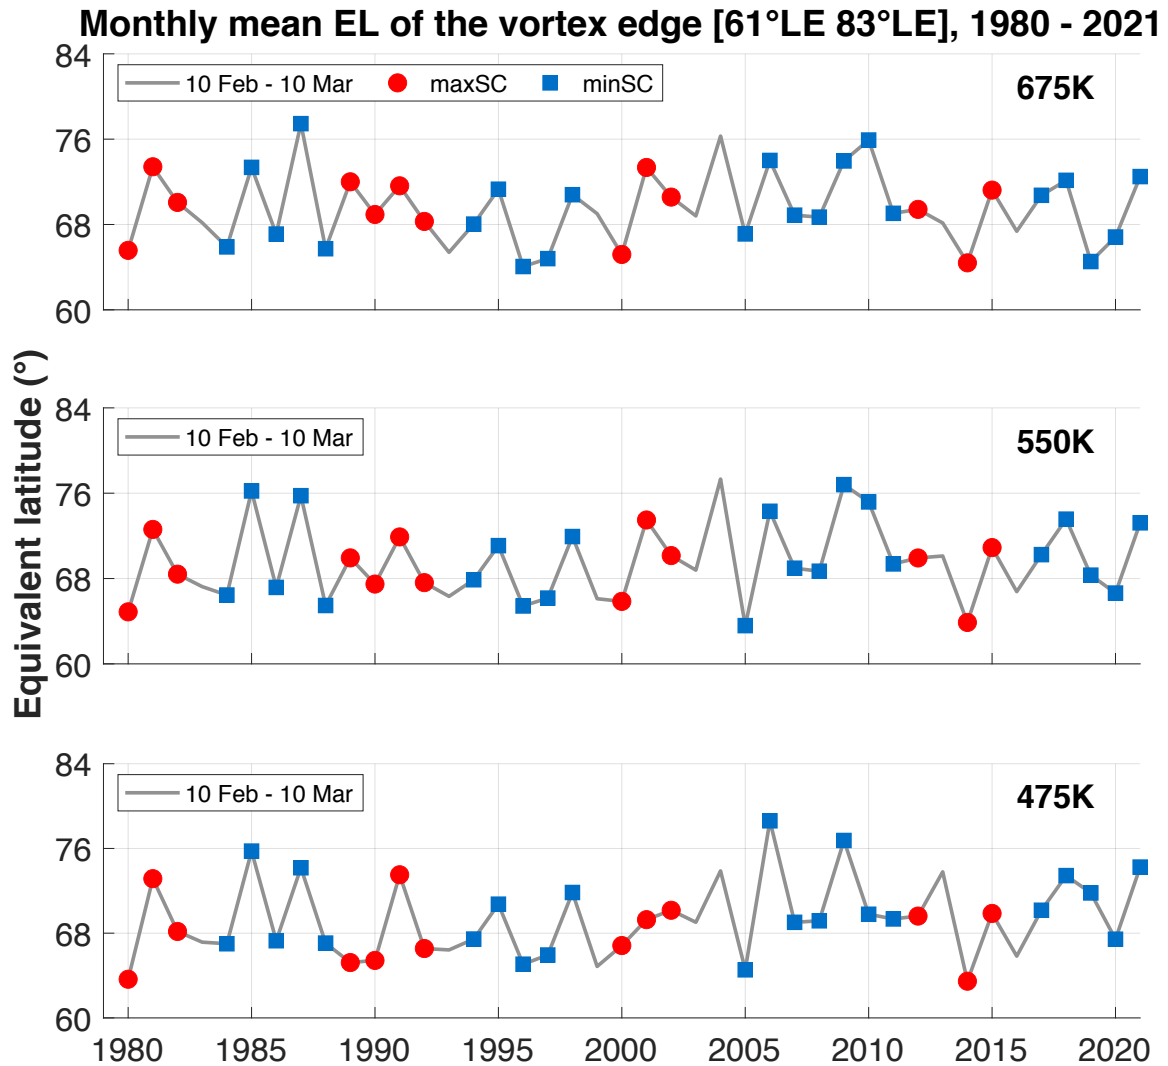 Monthly mean EL of the vortex edge [61°LE 83°LE], 1980 - 2021
Equivalent latitude (°)
84
76
68
60
10 Feb - 10 Mar
maxSC
minSC
675K
84
76
68
60
10 Feb - 10 Mar
550K
84
76
68
60
10 Feb - 10 Mar
475K
1980
1985
1990
1995
2000
2005
2010
2015
2020